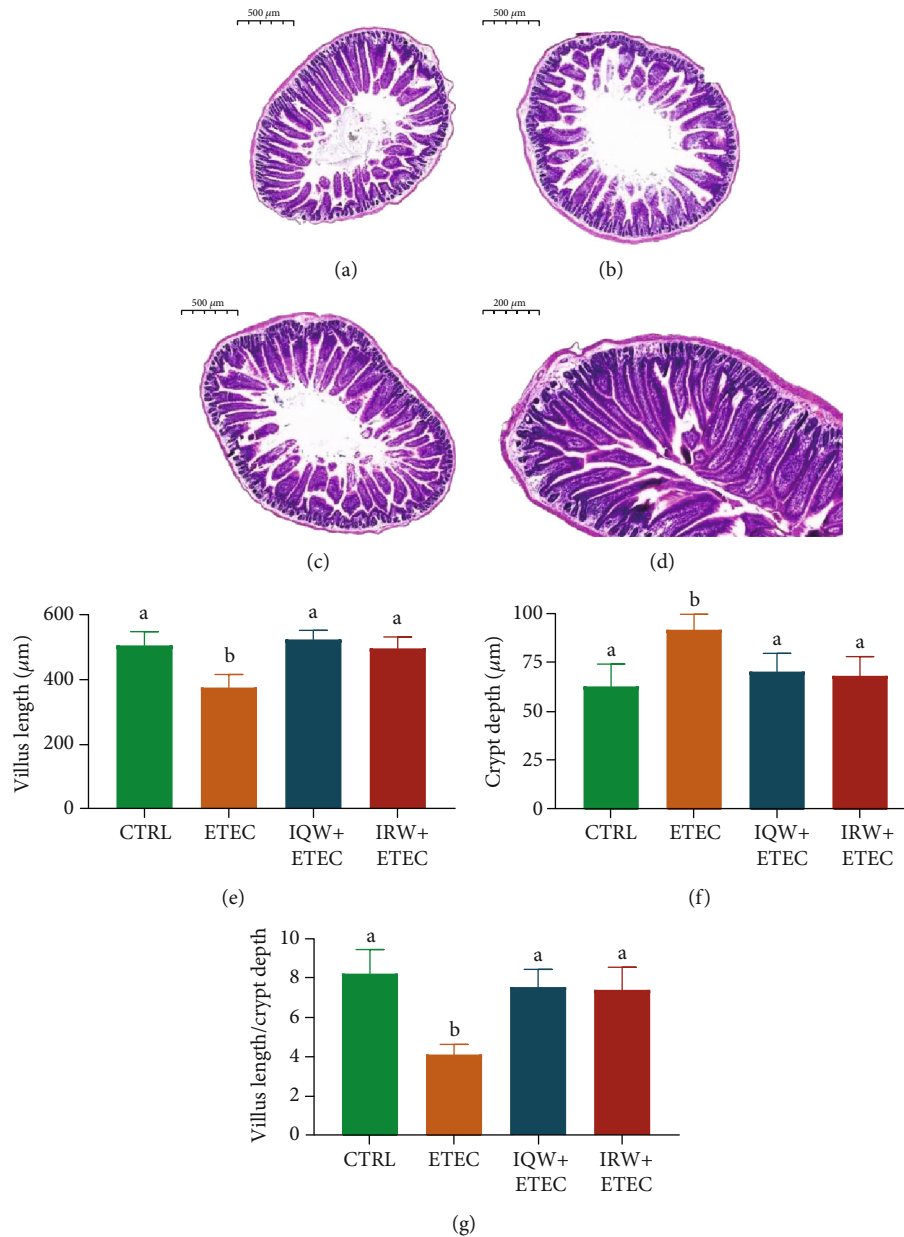 500 μm
500 μm
(a)
(b)
500 μm
200 μm
(c)
(d)
Villus length (μm)
600
400
200
0
a
b
a
a
CTRL
ETEC
IQW+
ETEC
IRW+
ETEC
(e)
Crypt depth (μm)
100
75
50
25
0
a
b
a
a
CTRL
ETEC
IQW+
ETEC
IRW+
ETEC
(f)
Villus length/crypt depth
10
8
6
4
2
0
a
b
a
a
CTRL
ETEC
IQW+
ETEC
IRW+
ETEC
(g)